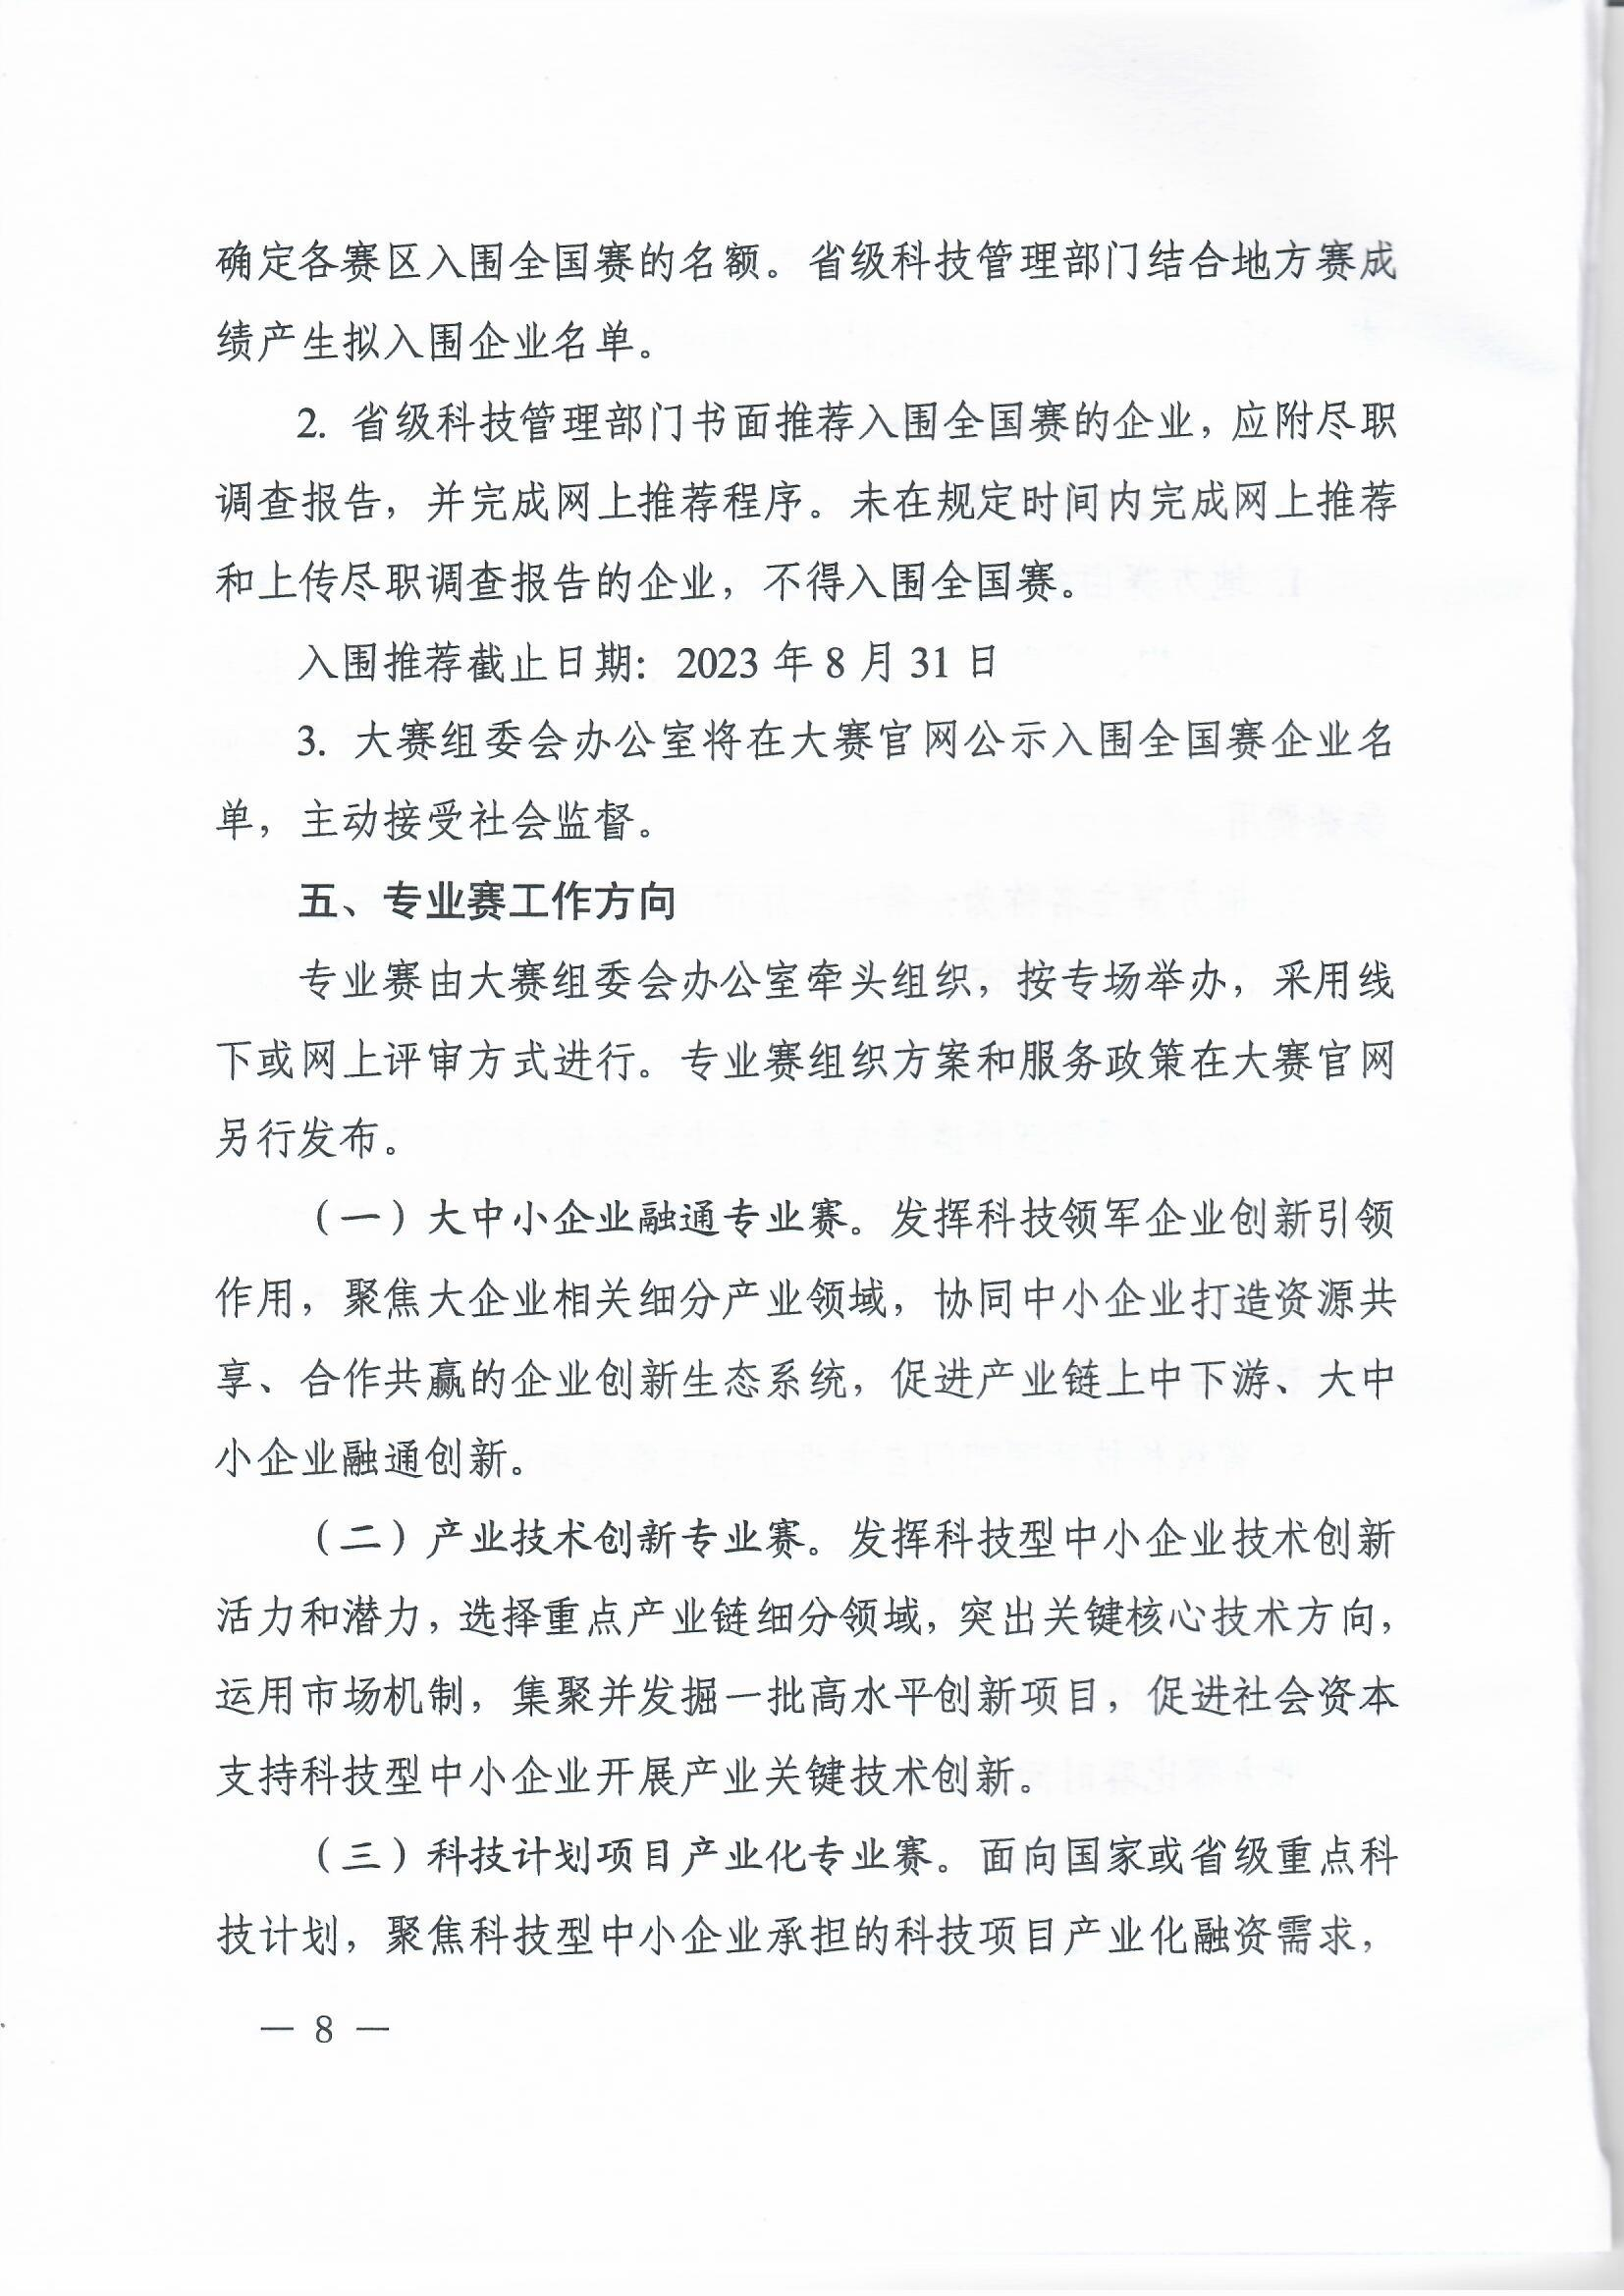 确定各赛区入围全国赛的名额。省级科技管理部门结合地方赛成
绩产生拟入围企业名单。
2. 省级科技管理部门书面推荐入围全国赛的企业，应附尽职
调查报告，并完成网上推荐程序。未在规定时间内完成网上推荐
和上传尽职调查报告的企业，不得入围全国赛。
入围推荐截止日期：2023 年 8 月 31 日
3. 大赛组委会办公室将在大赛官网公示入围全国赛企业名
单，主动接受社会监督。
五、专业赛工作方向
专业赛由大赛组委会办公室牵头组织，按专场举办，采用线
下或网上评审方式进行。专业赛组织方案和服务政策在大赛官网
另行发布。
（一）大中小企业融通专业赛。发挥科技领军企业创新引领
作用，聚焦大企业相关细分产业领域，协同中小企业打造资源共
享、合作共赢的企业创新生态系统，促进产业链上中下游、大中
小企业融通创新。
（二）产业技术创新专业赛。发挥科技型中小企业技术创新
活力和潜力，选择重点产业链细分领域，突出关键核心技术方向，
运用市场机制，集聚并发掘一批高水平创新项目，促进社会资本
支持科技型中小企业开展产业关键技术创新。
（三）科技计划项目产业化专业赛。面向国家或省级重点科
技计划，聚焦科技型中小企业承担的科技项目产业化融资需求，
— 8 —